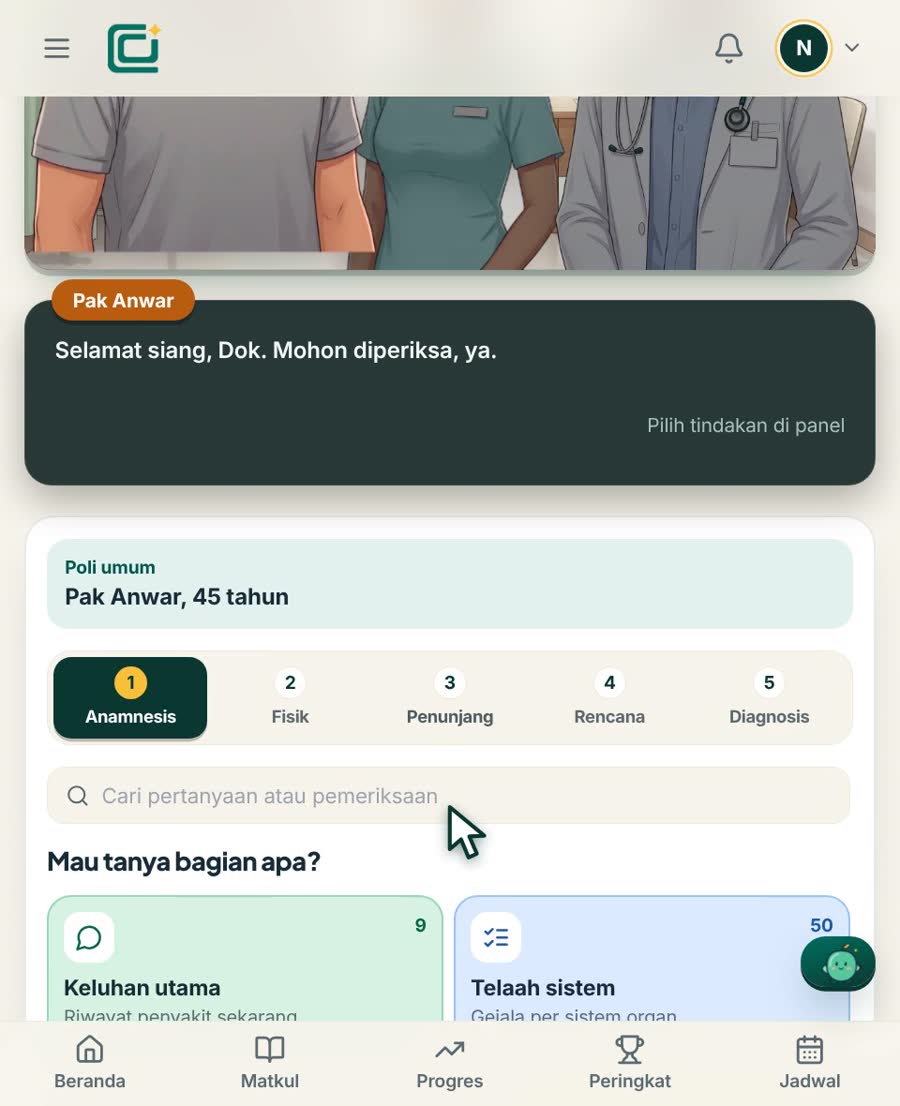 N
Pak Anwar
Selamat siang, Dok. Mohon diperiksa, ya.
Pilih tindakan di panel
Poli umum
Pak Anwar, 45 tahun
1 2 3 4 5
Anamnesis Fisik Penunjang Rencana Diagnosis
Cari pertanyaan atau pemeriksaan
Mau tanya bagian apa?
9
Keluhan utama
Riwayat penyakit sekarang
50
Telaah sistem
Gejala per sistem organ
Beranda Matkul Progres Peringkat Jadwal